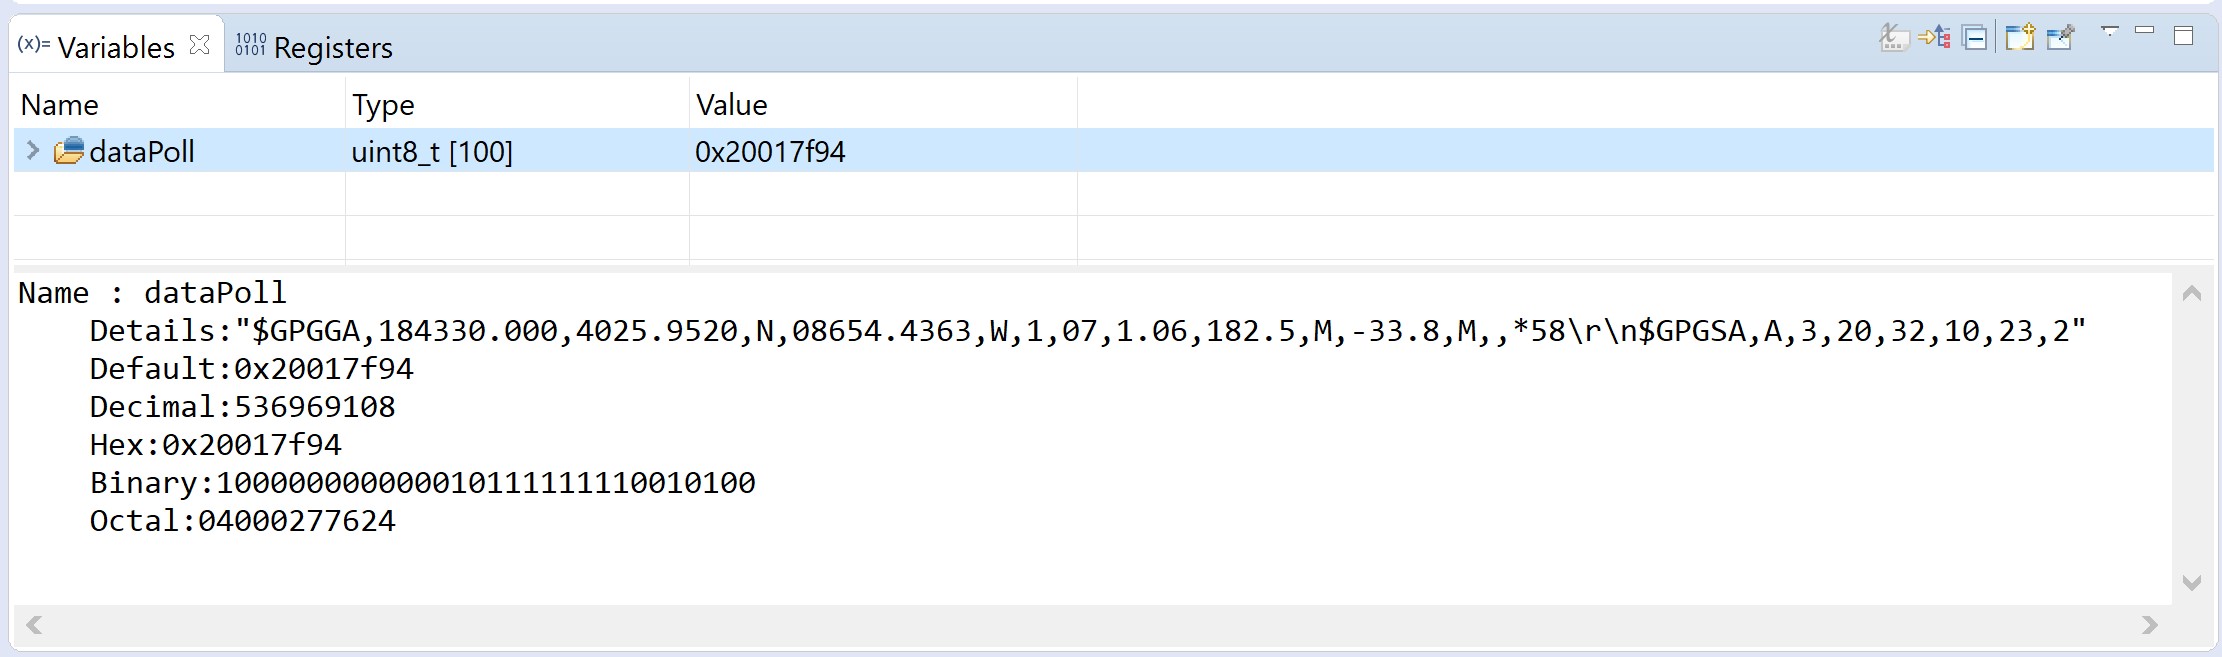 (x)= Variables 1010 0101 Registers
Name Type Value
dataPoll uint8_t [100] 0x20017f94
Name : dataPoll
Details:"$GPGGA,184330.000,4025.9520,N,08654.4363,W,1,07,1.06,182.5,M,-33.8,M,,*58\r\n$GPGSA,A,3,20,32,10,23,2"
Default:0x20017f94
Decimal:536969108
Hex:0x20017f94
Binary:100000000000010111111110010100
Octal:04000277624